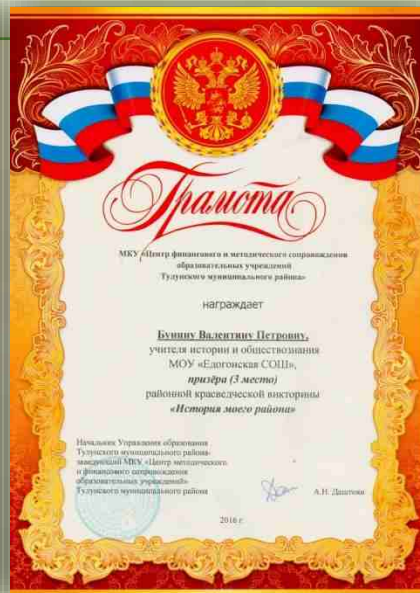 Грамота
МКУ «Центр финансового и методического сопровождения
образовательных учреждений
Тулунского муниципального района»
награждает
Бунину Валентину Петровну,
учителя истории и обществознания
МОУ «Едогонская СОШ»,
призёра (3 место)
районной краеведческой викторины
«История моего района»
Начальник Управления образования
Тулунского муниципального района-
заведующий МКУ «Центр методического
и финансового сопровождения
образовательных учреждений»
Тулунского муниципального района
А.Н.
2016 г.